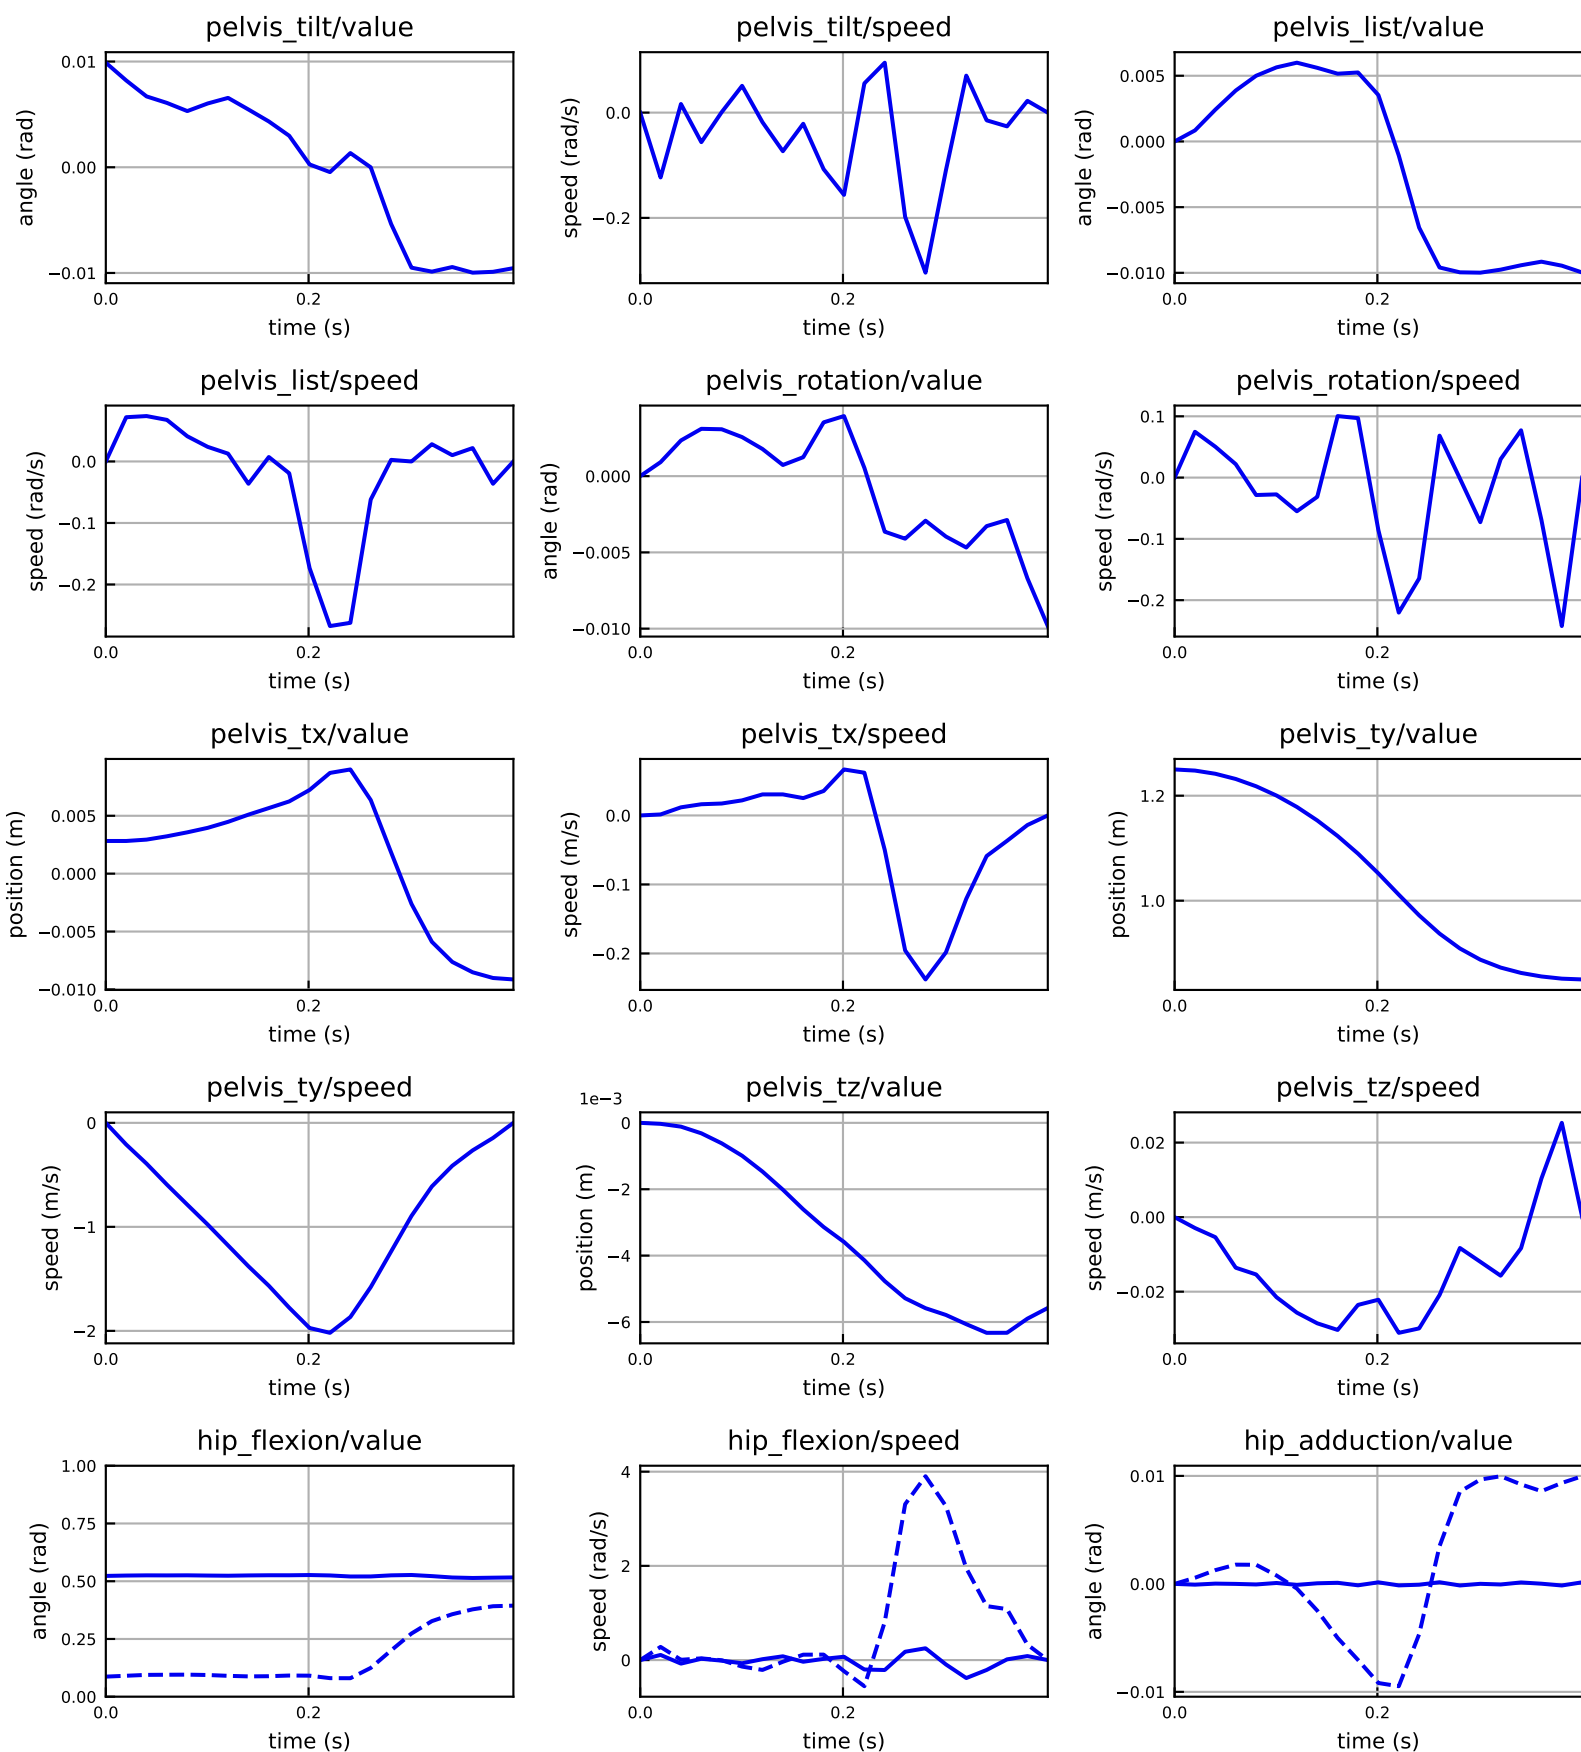 pelvis_tilt/value
pelvis_tilt/speed
pelvis_list/value
angle (rad)
0.01
0.00
−0.01
0.0
0.2
time (s)
speed (rad/s)
0.0
−0.2
0.0
0.2
time (s)
angle (rad)
0.005
0.000
−0.005
−0.010
0.0
0.2
time (s)
pelvis_list/speed
pelvis_rotation/value
pelvis_rotation/speed
speed (rad/s)
0.0
−0.1
−0.2
0.0
0.2
time (s)
angle (rad)
0.000
−0.005
−0.010
0.0
0.2
time (s)
speed (rad/s)
0.1
0.0
−0.1
−0.2
0.0
0.2
time (s)
pelvis_tx/value
pelvis_tx/speed
pelvis_ty/value
position (m)
0.005
0.000
−0.005
−0.010
0.0
0.2
time (s)
speed (m/s)
0.0
−0.1
−0.2
0.0
0.2
time (s)
position (m)
1.2
1.0
0.0
0.2
time (s)
pelvis_ty/speed
pelvis_tz/value
pelvis_tz/speed
speed (m/s)
0
−1
−2
0.0
0.2
time (s)
1e−3
position (m)
0
−2
−4
−6
0.0
0.2
time (s)
speed (m/s)
0.02
0.00
−0.02
0.0
0.2
time (s)
hip_flexion/value
hip_flexion/speed
hip_adduction/value
angle (rad)
1.00
0.75
0.50
0.25
0.00
0.0
0.2
time (s)
speed (rad/s)
4
2
0
0.0
0.2
time (s)
angle (rad)
0.01
0.00
−0.01
0.0
0.2
time (s)